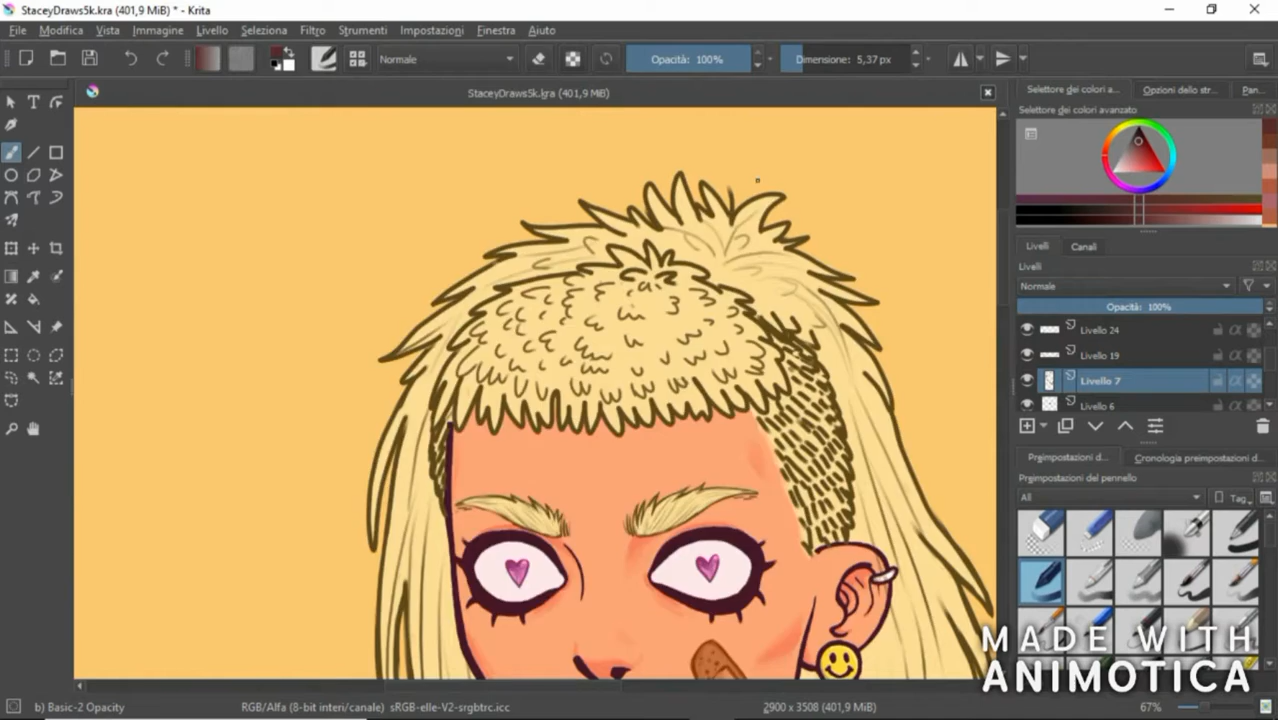 StaceyDraws5k.kra (401,9 MiB) * - Krita
File Modifica Vista Immagine Livello Seleziona Filtro Strumenti Impostazioni Finestra Aiuto
Normale Opacità: 100% Dimensione: 5,37 px
StaceyDraws5k.kra (401,9 MiB)
Selettore dei colori a... Opzioni dello str... Pan...
Selettore dei colori avanzato
Livelli Canali
Livelli
Normale
Opacità: 100%
Livello 24
Livello 19
Livello 7
Livello 6
Preimpostazioni d... Cronologia preimpostazioni d...
Preimpostazioni del pennello
All Tag
MADE WITH
ANIMOTICA
b) Basic-2 Opacity RGB/Alfa (8-bit interi/canale) sRGB-elle-V2-srgbtrc.icc 2900 x 3508 (401,9 MiB) 67%